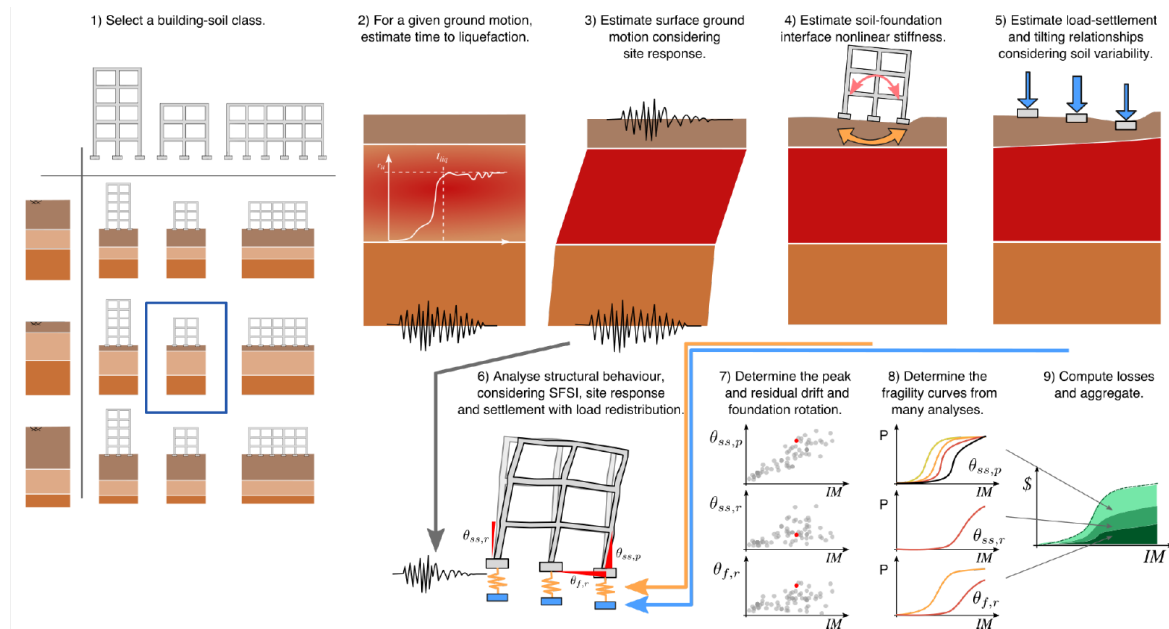 1) Select a building-soil class.
2) For a given ground motion,
estimate time to liquefaction.
3) Estimate surface ground
motion considering
site response.
4) Estimate soil-foundation
interface nonlinear stiffness.
5) Estimate load-settlement
and tilting relationships
considering soil variability.
r_u
t_liq
6) Analyse structural behaviour,
considering SFSI, site response
and settlement with load redistribution.
θ_ss,r
θ_ss,p
θ_f,r
7) Determine the peak
and residual drift and
foundation rotation.
θ_ss,p
IM
θ_ss,r
IM
θ_f,r
IM
8) Determine the
fragility curves from
many analyses.
P
θ_ss,p
IM
P
θ_ss,r
IM
P
θ_f,r
IM
9) Compute losses
and aggregate.
$
IM